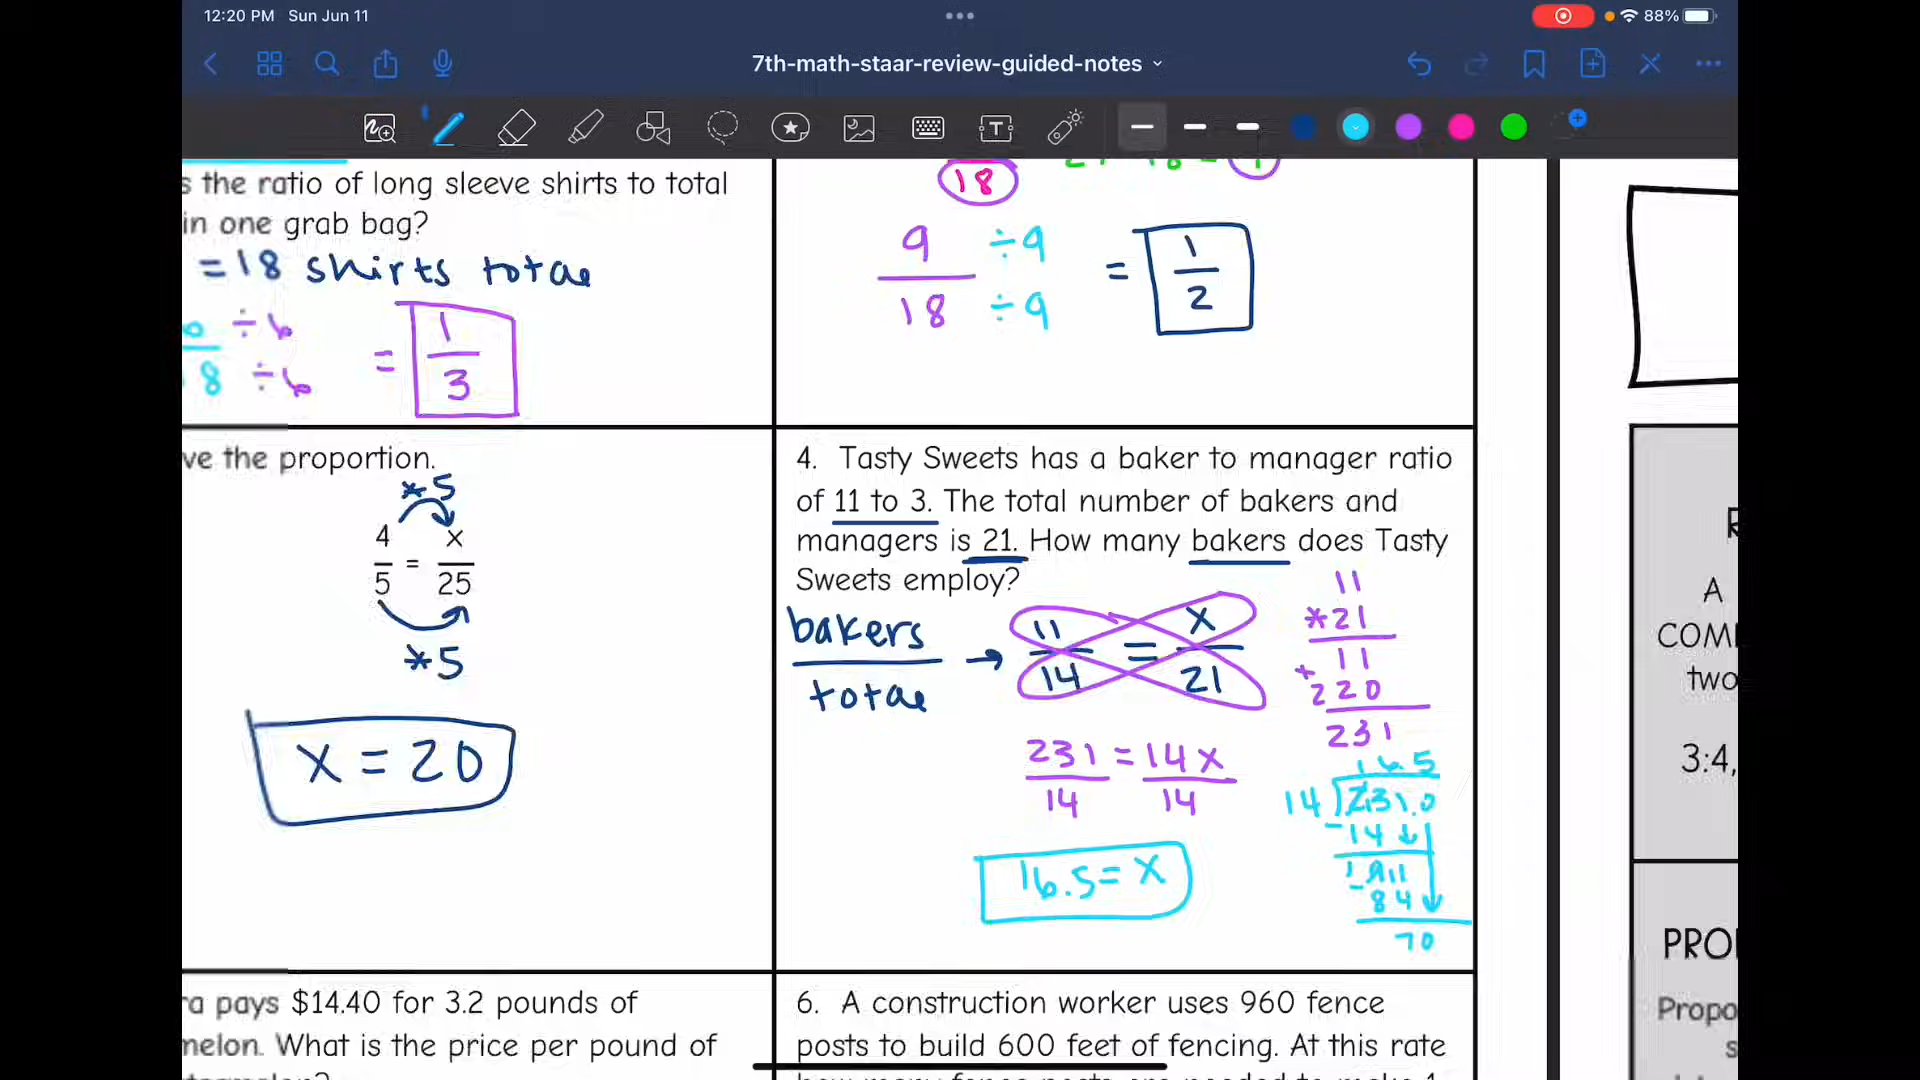 12:20 PM Sun Jun 11
88%
7th-math-staar-review-guided-notes
s the ratio of long sleeve shirts to total
in one grab bag?
= 18 shirts total
÷6
8 ÷6
= 1/3
18
9 ÷9
18 ÷9
= 1/2
ve the proportion.
*5
4/5 = x/25
*5
x = 20
4. Tasty Sweets has a baker to manager ratio
of 11 to 3. The total number of bakers and
managers is 21. How many bakers does Tasty
Sweets employ?
bakers/total → 11/14 = x/21
11
*21
11
+220
231
231/14 = 14x/14
16.5
14)231.0
-14
91
-84
70
16.5 = x
ra pays $14.40 for 3.2 pounds of
melon. What is the price per pound of
6. A construction worker uses 960 fence
posts to build 600 feet of fencing. At this rate
A
COM
two
3:4,
PRO
Propo
s